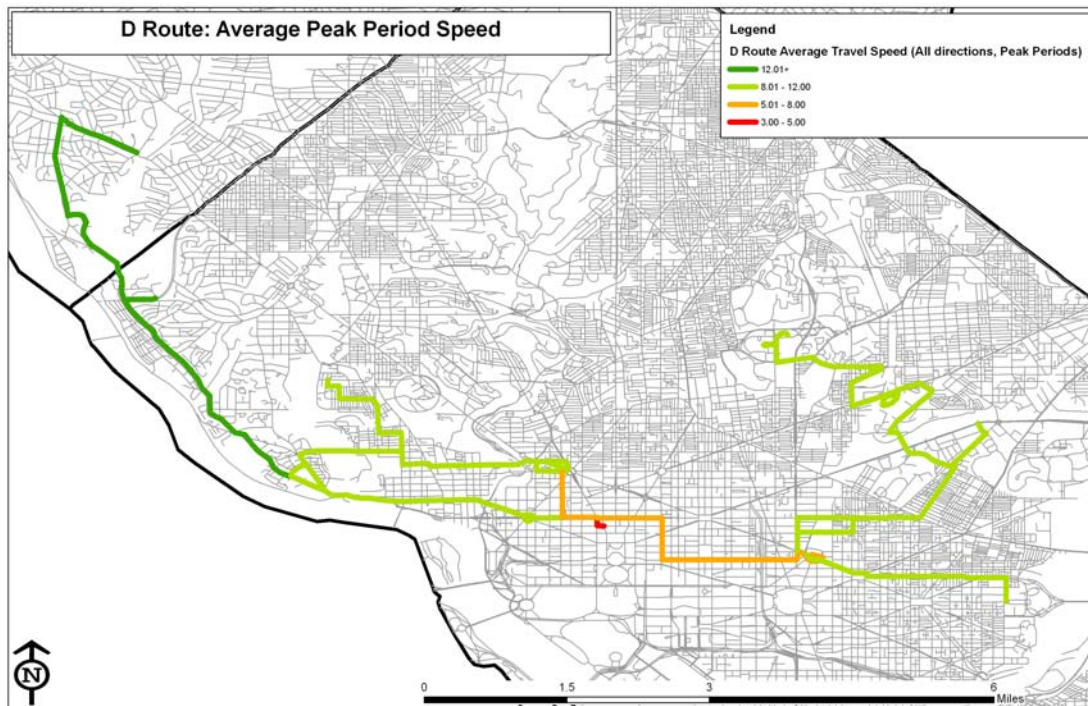 D Route: Average Peak Period Speed
Legend
D Route Average Travel Speed (All directions, Peak Periods)
12.01+
8.01 - 12.00
5.01 - 8.00
3.00 - 5.00
N
0 1.5 3 6
Miles